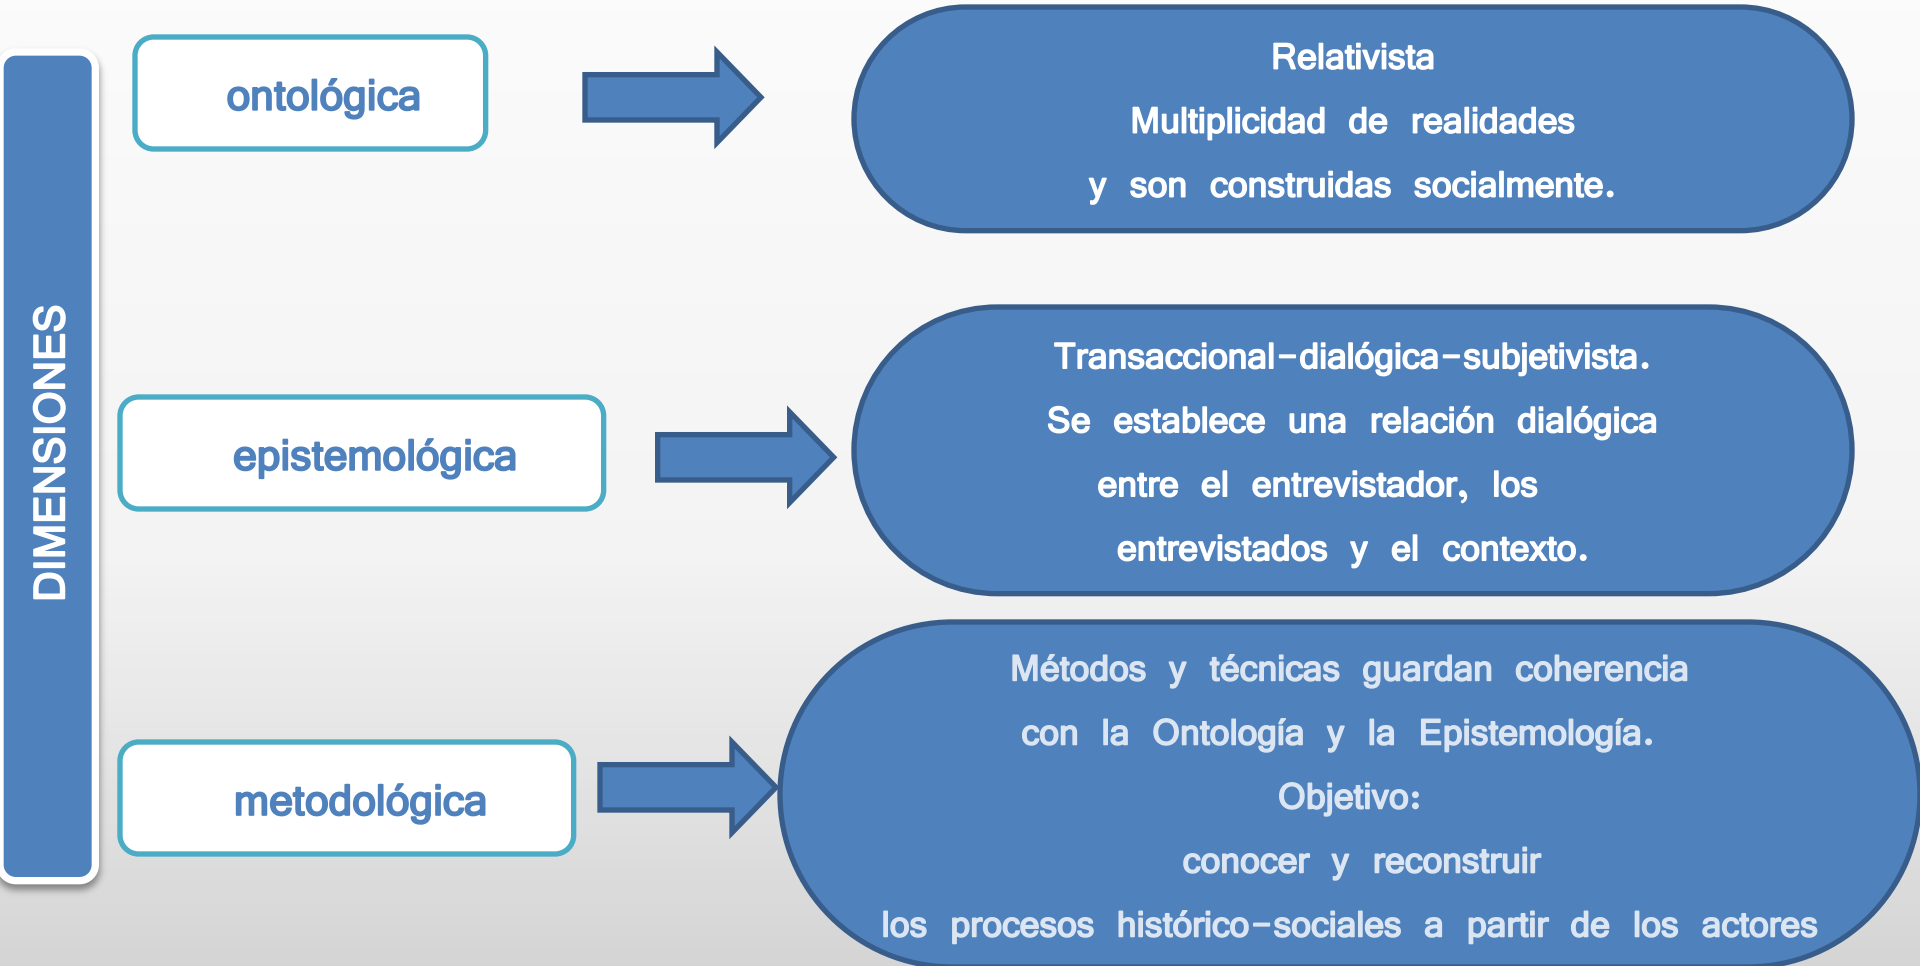 DIMENSIONES
ontológica
Relativista
Multiplicidad de realidades
y son construidas socialmente.
epistemológica
Transaccional-dialógica-subjetivista.
Se establece una relación dialógica
entre el entrevistador, los
entrevistados y el contexto.
metodológica
Métodos y técnicas guardan coherencia
con la Ontología y la Epistemología.
Objetivo:
conocer y reconstruir
los procesos histórico-sociales a partir de los actores